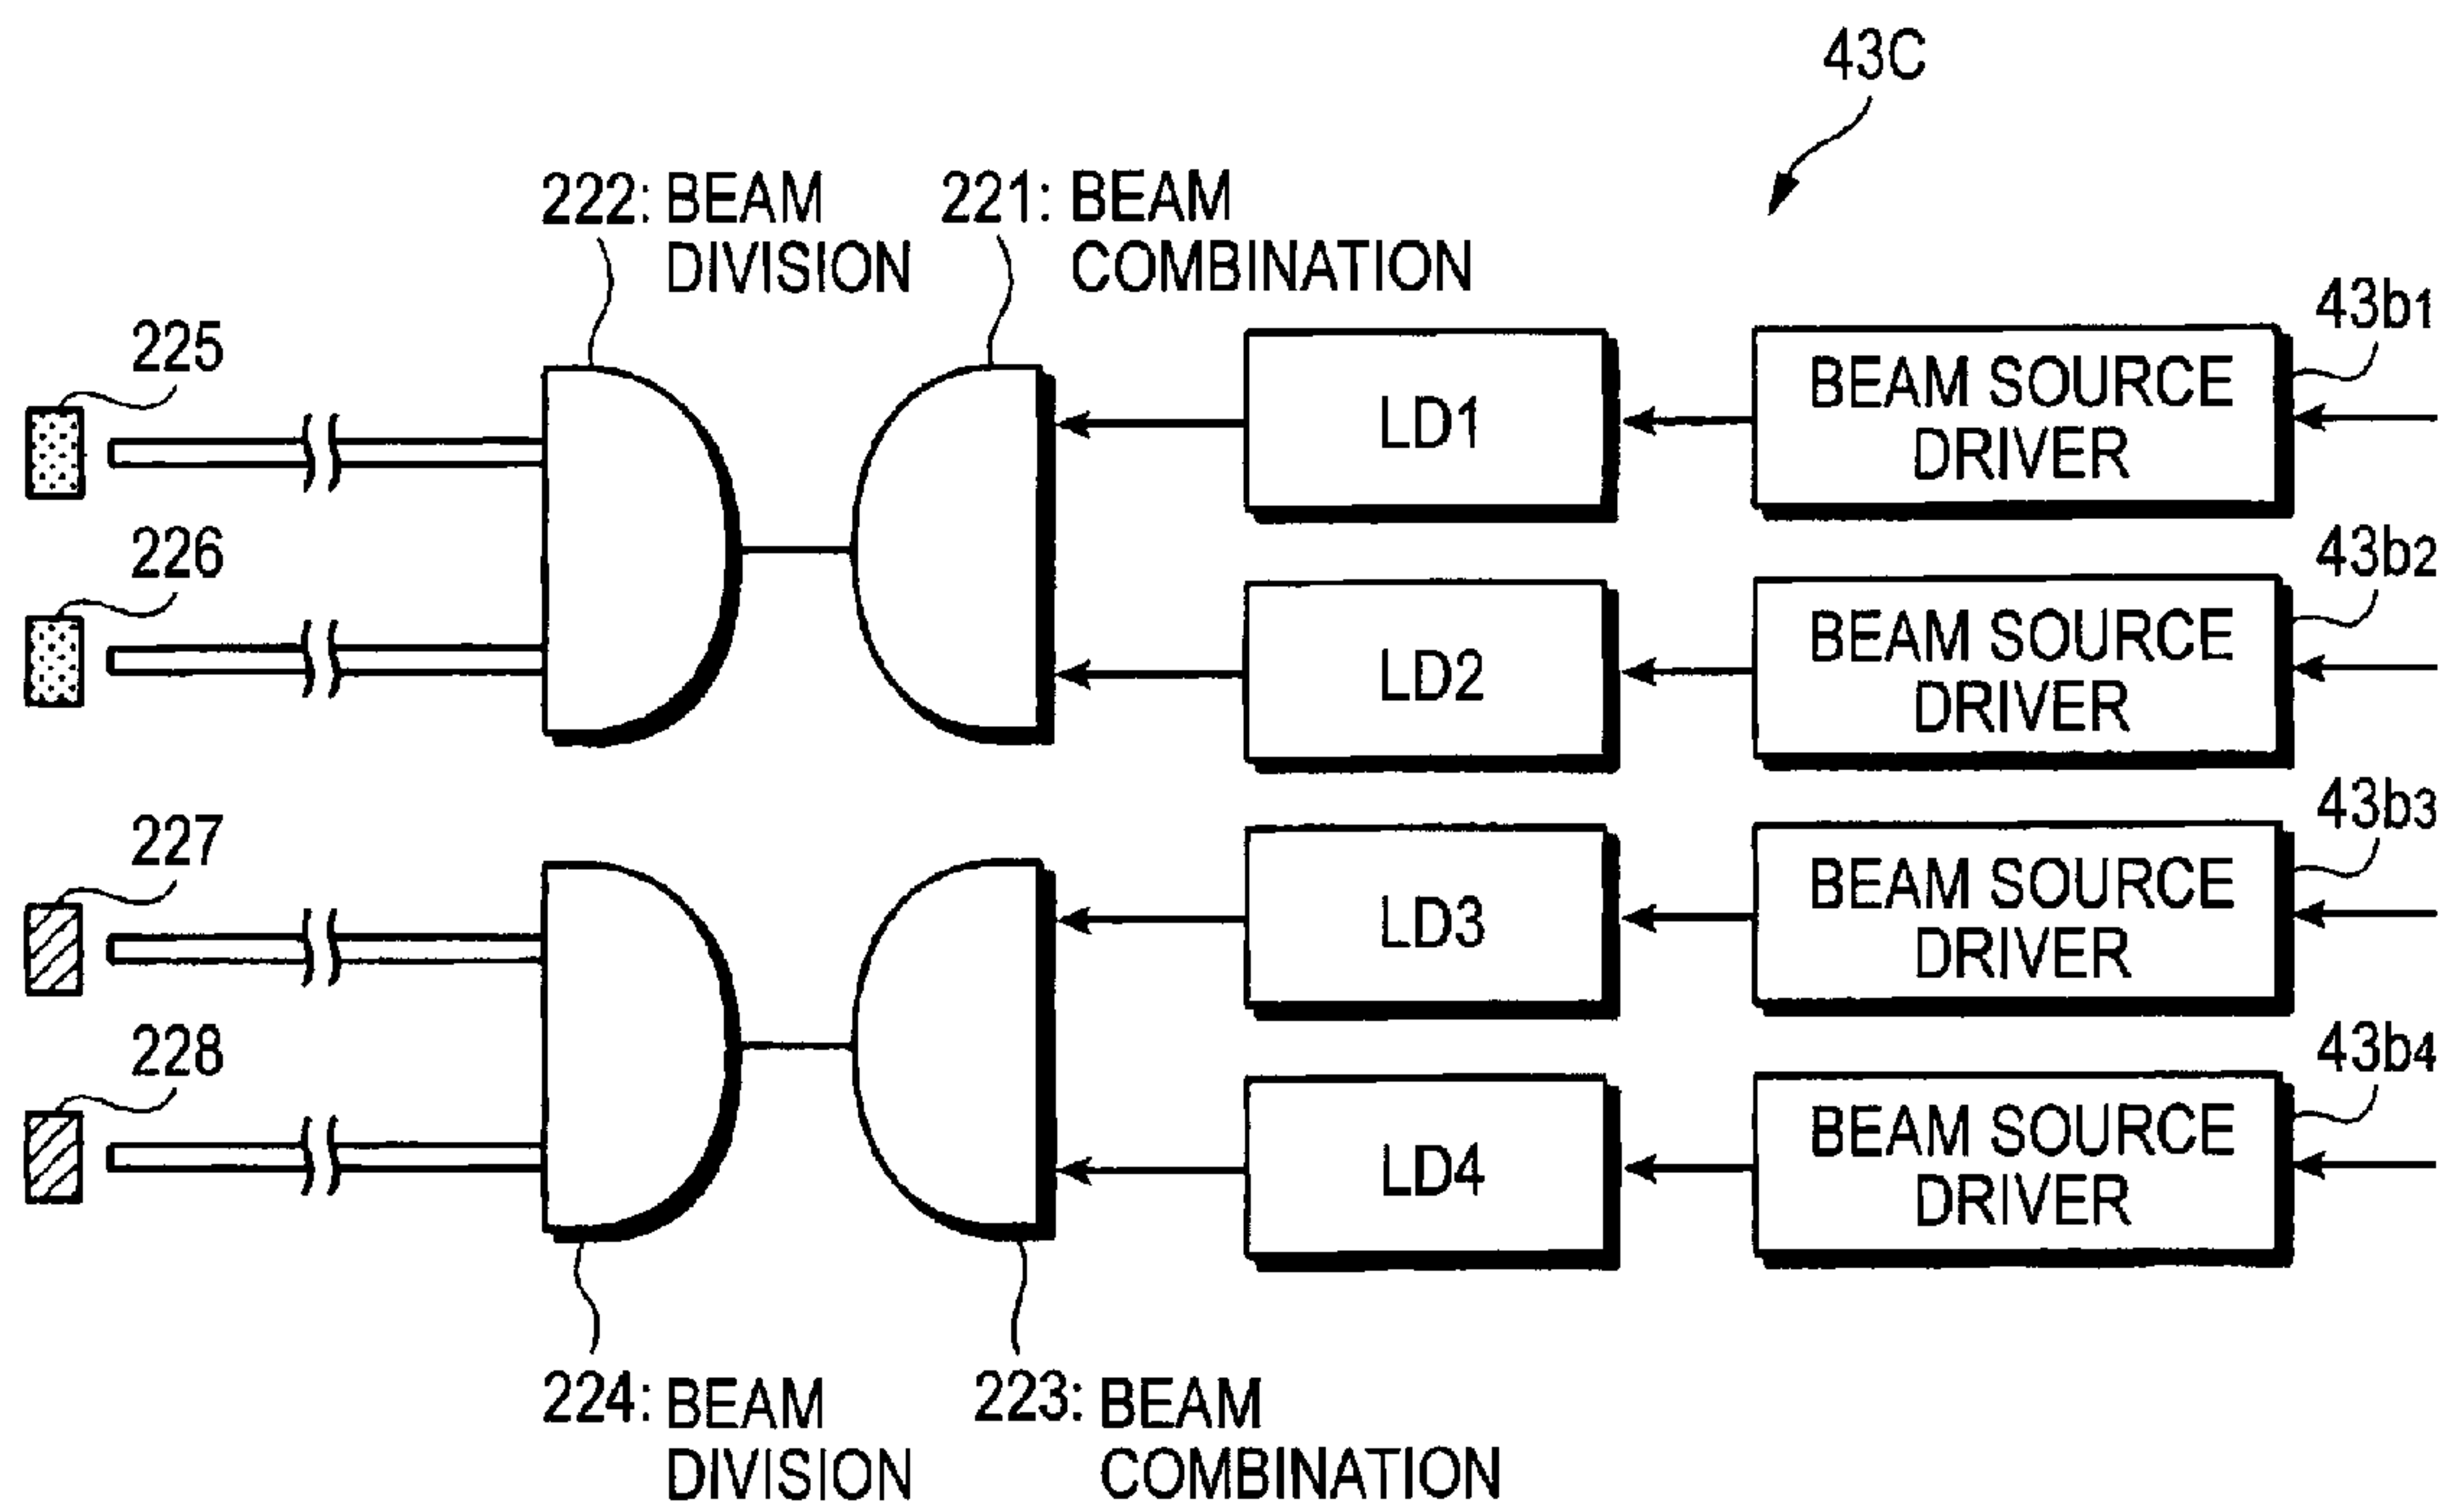 43C
222: BEAM DIVISION
221: BEAM COMBINATION
225
LD1
BEAM SOURCE DRIVER
43b1
226
LD2
BEAM SOURCE DRIVER
43b2
227
LD3
BEAM SOURCE DRIVER
43b3
228
LD4
BEAM SOURCE DRIVER
43b4
224: BEAM DIVISION
223: BEAM COMBINATION